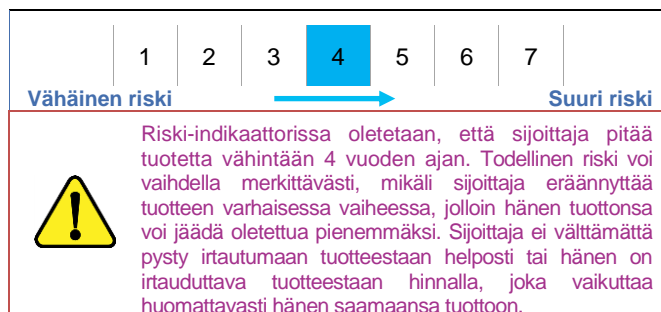 1 2 3 4 5 6 7
Vähäinen riski Suuri riski
Riski-indikaattorissa oletetaan, että sijoittaja pitää
tuotetta vähintään 4 vuoden ajan. Todellinen riski voi
vaihdella merkittävästi, mikäli sijoittaja eräännyttää
tuotteen varhaisessa vaiheessa, jolloin hänen tuottonsa
voi jäädä oletettua pienemmäksi. Sijoittaja ei välttämättä
pysty irtautumaan tuotteestaan helposti tai hänen on
irtauduttava tuotteestaan hinnalla, joka vaikuttaa
huomattavasti hänen saamaansa tuottoon.